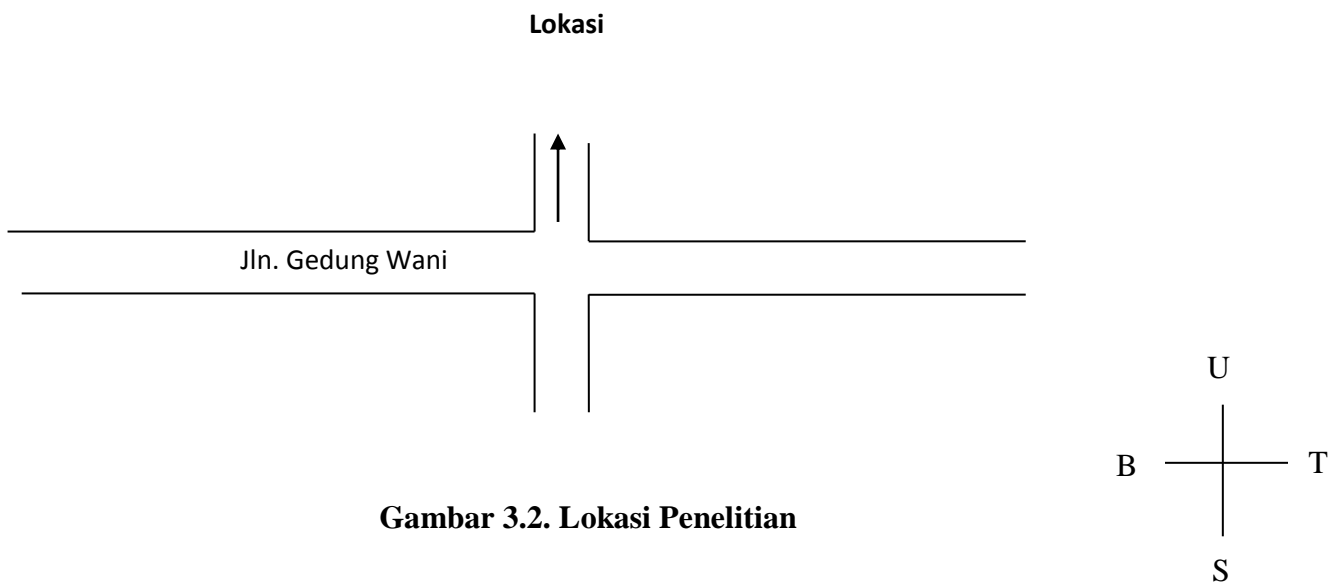 Lokasi
Jln. Gedung Wani
U
B T
Gambar 3.2. Lokasi Penelitian
S